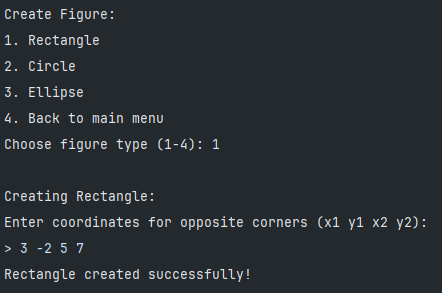 Create Figure:
1. Rectangle
2. Circle
3. Ellipse
4. Back to main menu
Choose figure type (1-4): 1
Creating Rectangle:
Enter coordinates for opposite corners (x1 y1 x2 y2):
> 3 -2 5 7
Rectangle created successfully!